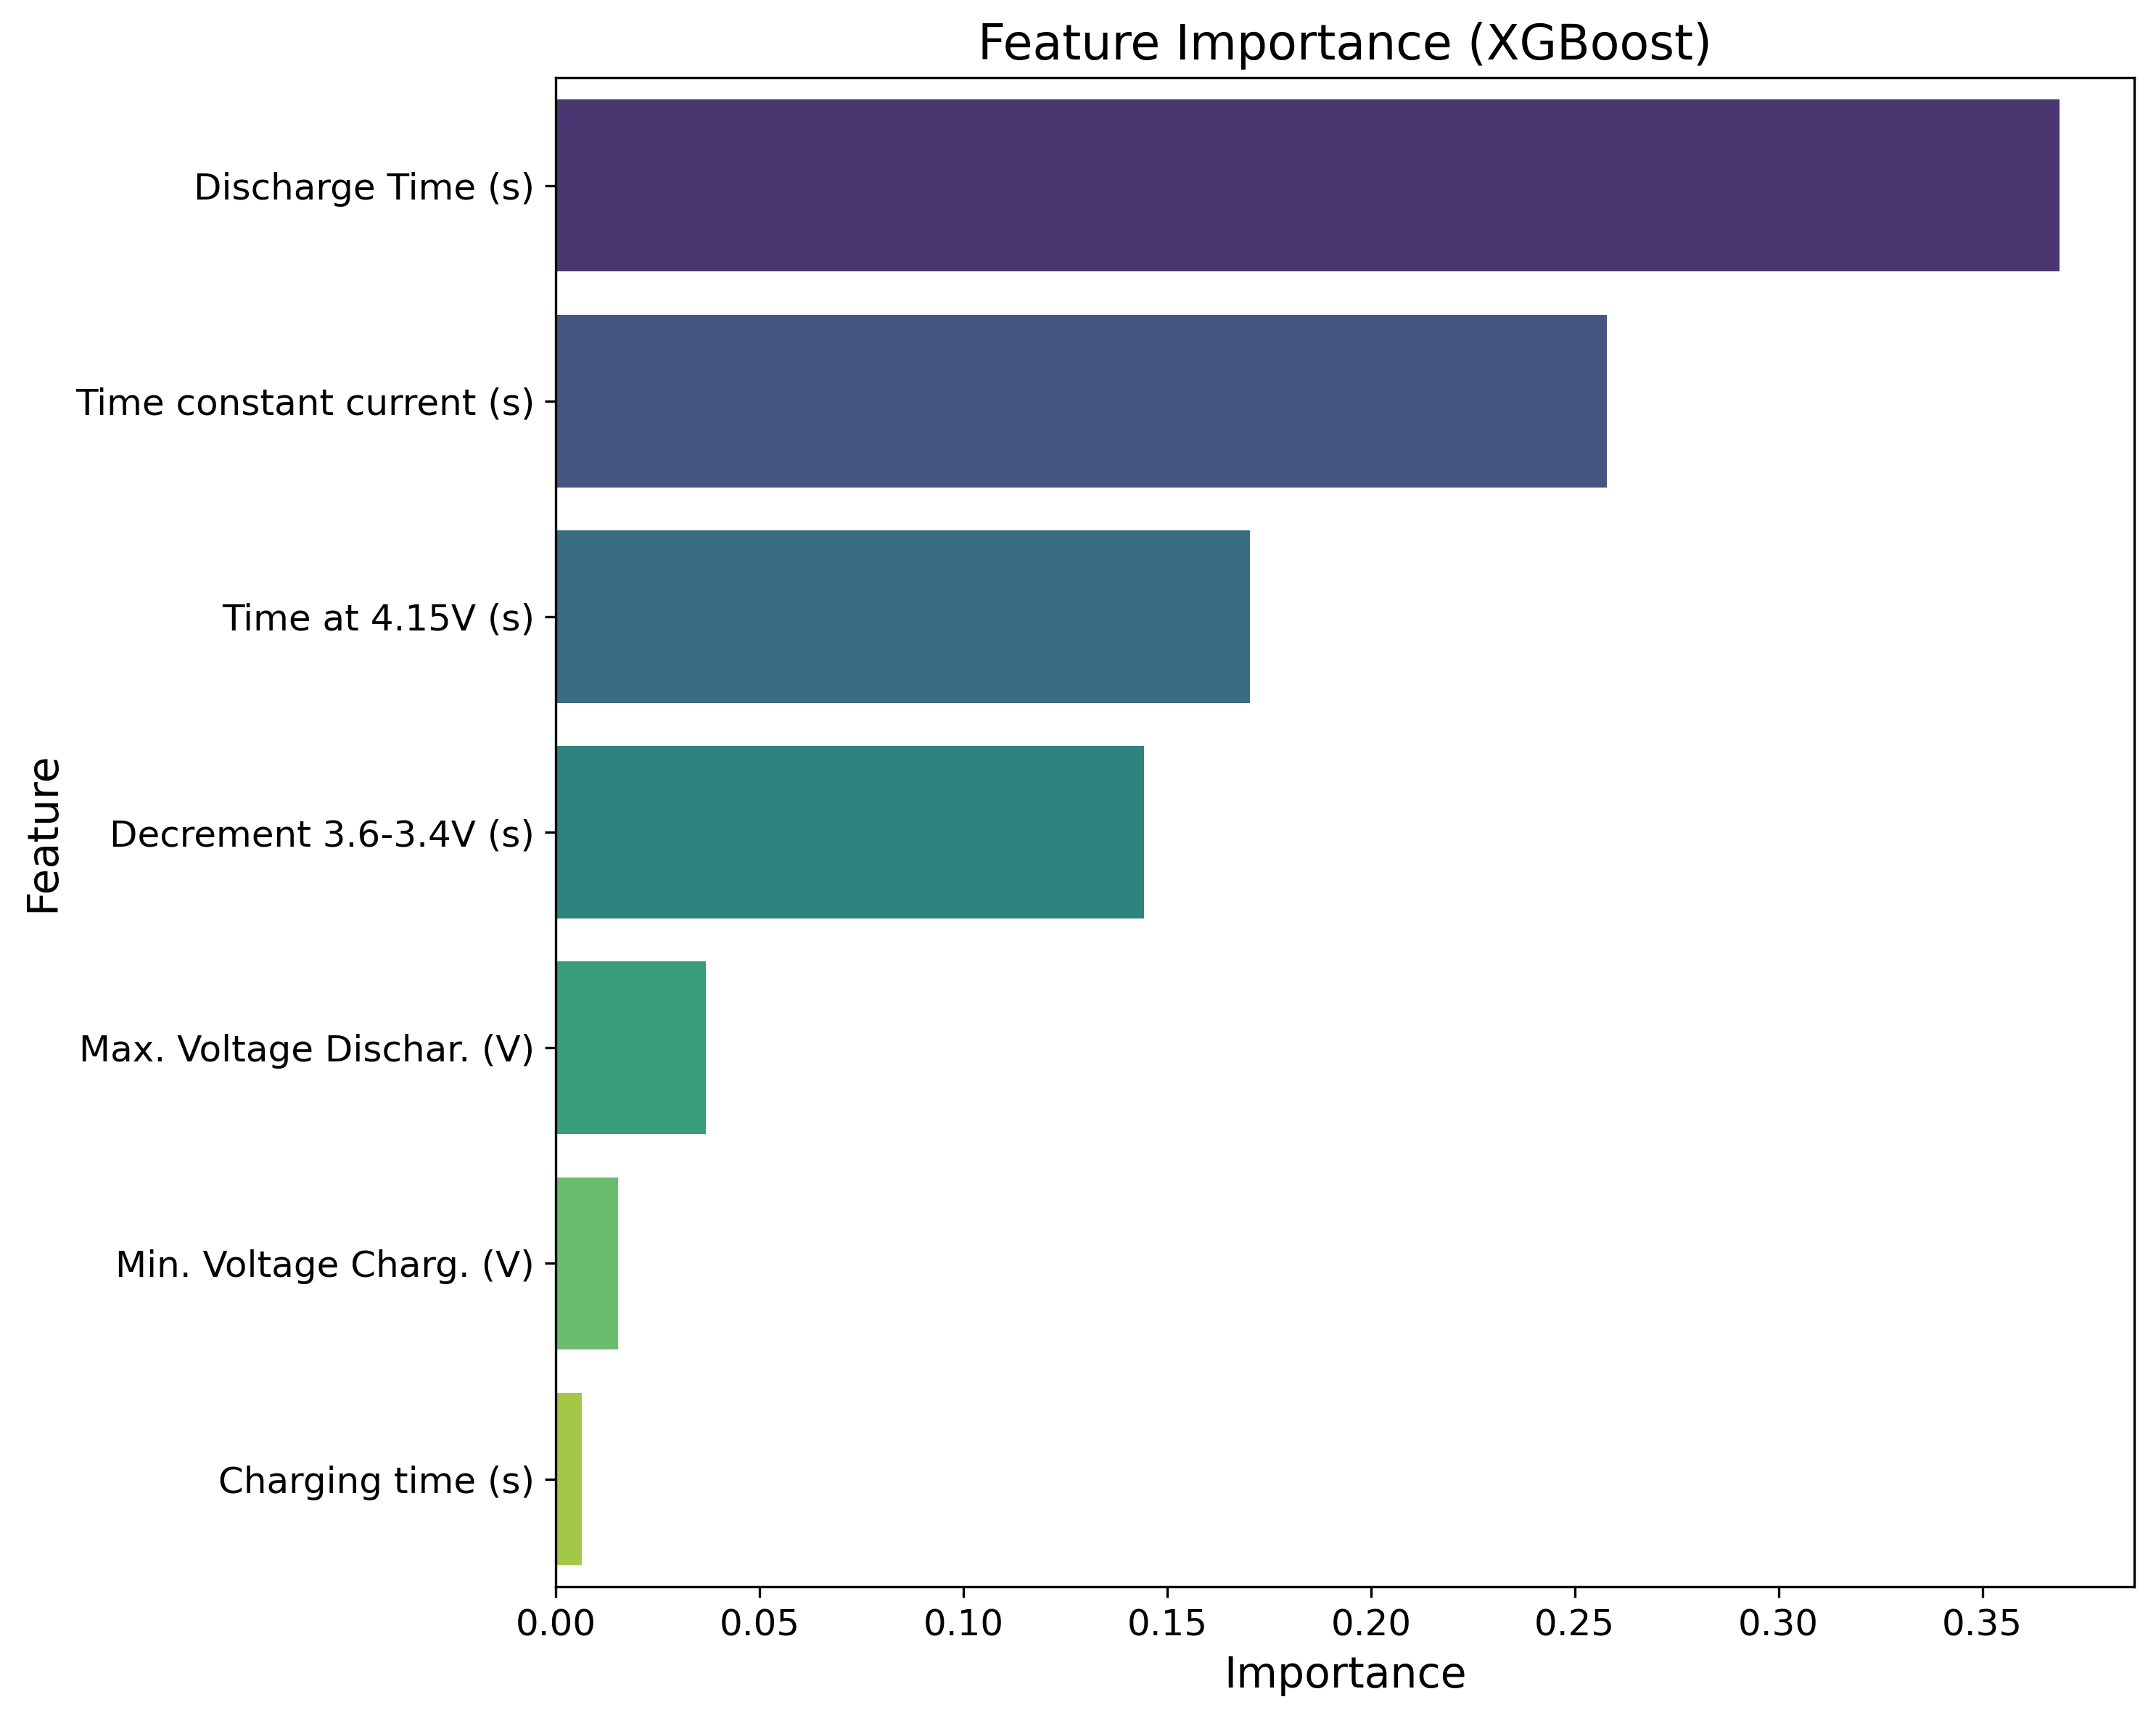 Feature Importance (XGBoost)
Feature
Discharge Time (s)
Time constant current (s)
Time at 4.15V (s)
Decrement 3.6-3.4V (s)
Max. Voltage Dischar. (V)
Min. Voltage Charg. (V)
Charging time (s)
0.00 0.05 0.10 0.15 0.20 0.25 0.30 0.35
Importance